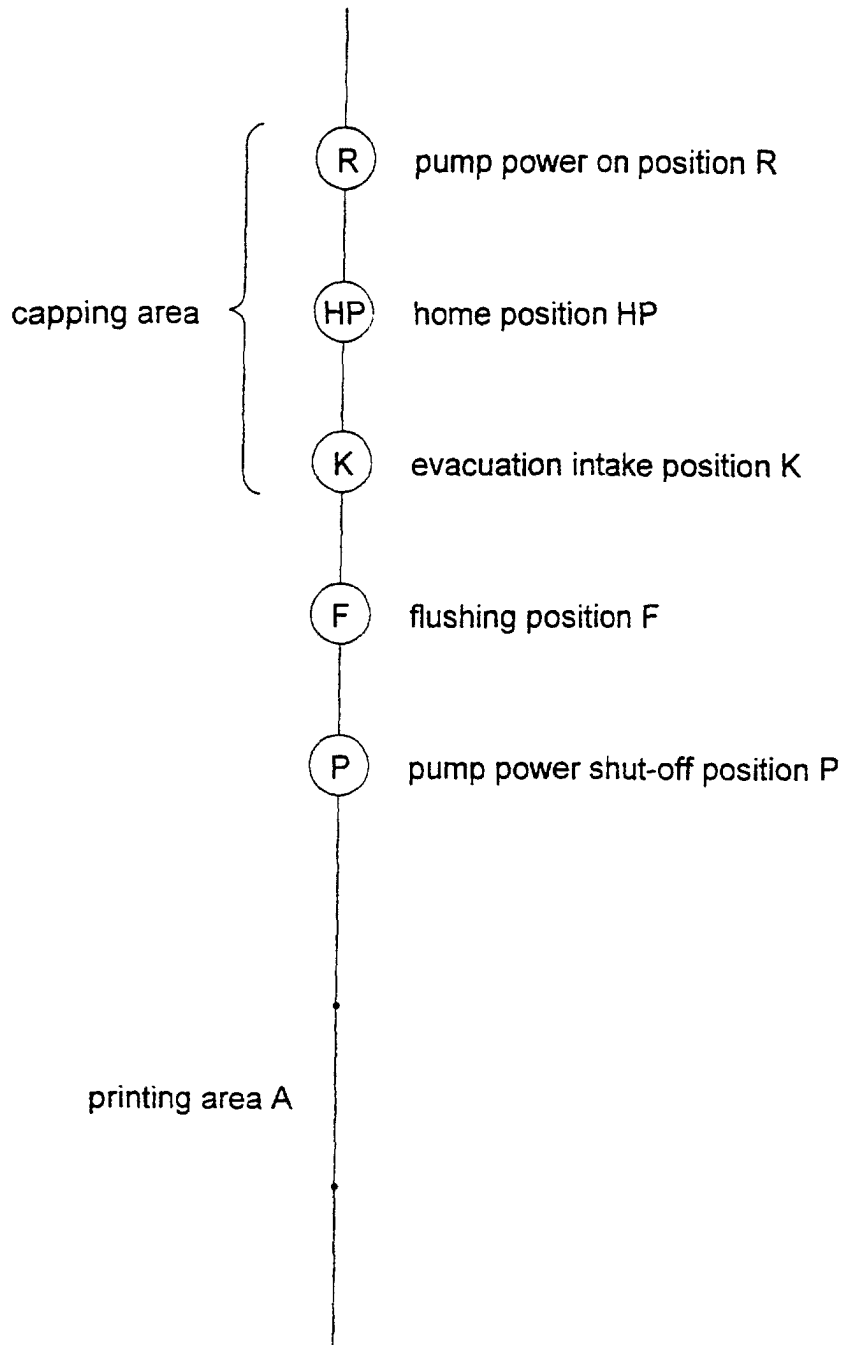 R pump power on position R
capping area HP home position HP
K evacuation intake position K
F flushing position F
P pump power shut-off position P
printing area A